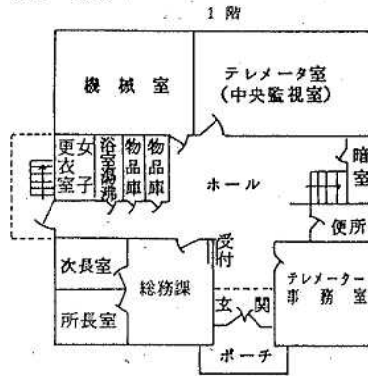 1階
機械室
テレメータ室
(中央監視室)
女子
更衣室
浴室湯沸
物品庫
物品庫
ホール
暗室
便所
受付
次長室
総務課
所長室
テレメーター
事務室
玄関
ポーチ